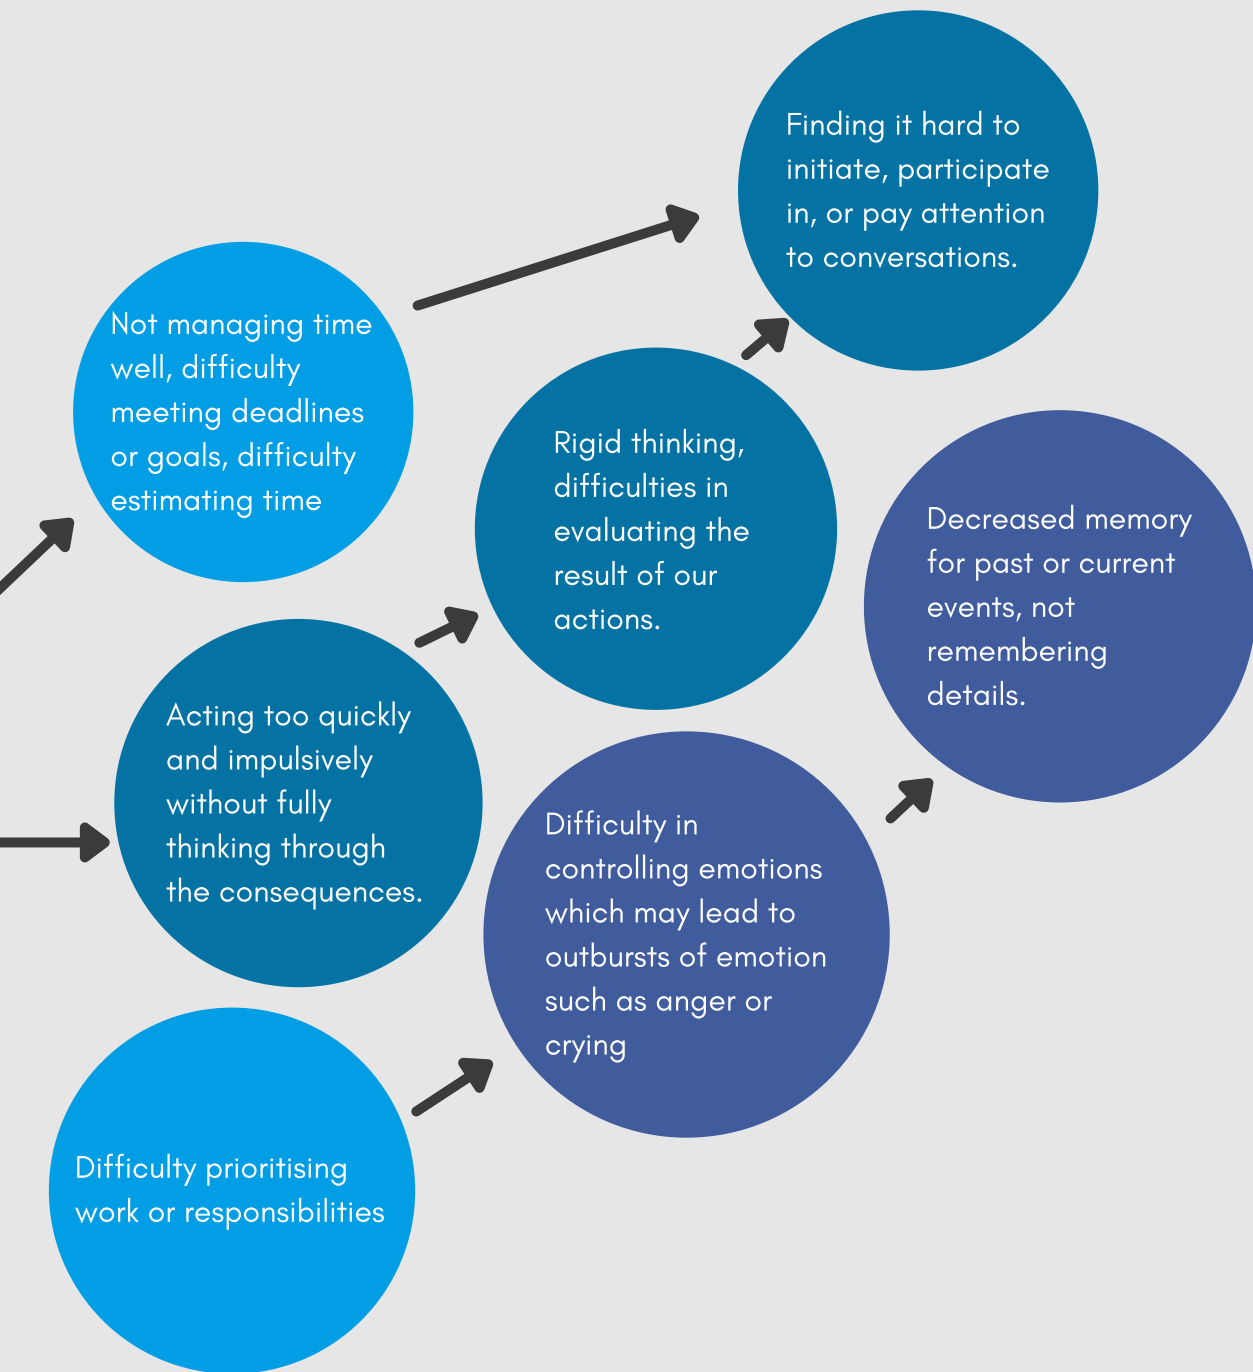 Finding it hard to
initiate, participate
in, or pay attention
to conversations.
Not managing time
well, difficulty
meeting deadlines
or goals, difficulty
estimating time
Rigid thinking,
difficulties in
evaluating the
result of our
actions.
Decreased memory
for past or current
events, not
remembering
details.
Acting too quickly
and impulsively
without fully
thinking through
the consequences.
Difficulty in
controlling emotions
which may lead to
outbursts of emotion
such as anger or
crying
Difficulty prioritising
work or responsibilities